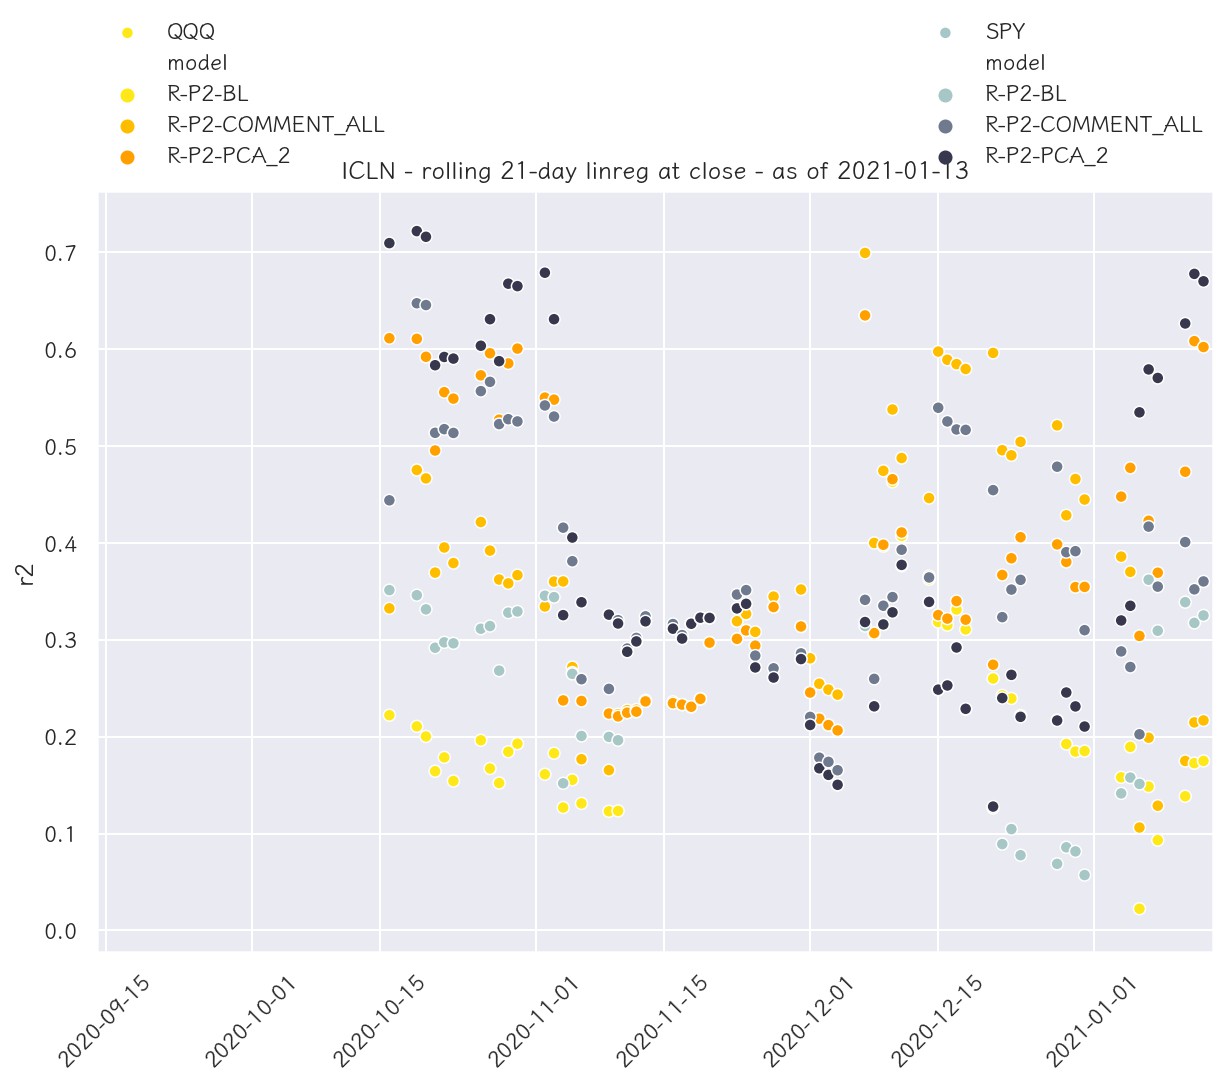 QQQ
model
R-P2-BL
R-P2-COMMENT_ALL
R-P2-PCA_2
SPY
model
R-P2-BL
R-P2-COMMENT_ALL
R-P2-PCA_2
ICLN - rolling 21-day linreg at close - as of 2021-01-13
r2
0.7
0.6
0.5
0.4
0.3
0.2
0.1
0.0
2020-09-15
2020-10-01
2020-10-15
2020-11-01
2020-11-15
2020-12-01
2020-12-15
2021-01-01